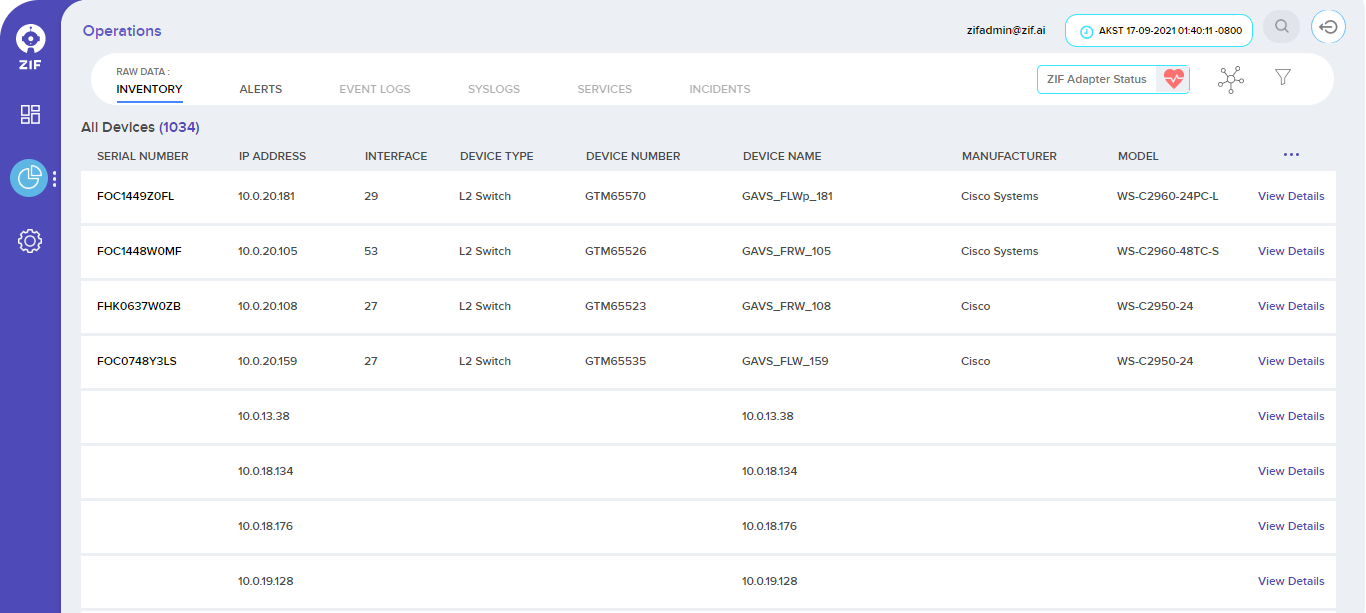 ZIF
Operations
zifadmin@zif.ai
AKST 17-09-2021 01:40:11 -0800
RAW DATA :
INVENTORY ALERTS EVENT LOGS SYSLOGS SERVICES INCIDENTS
ZIF Adapter Status
All Devices (1034)
SERIAL NUMBER IP ADDRESS INTERFACE DEVICE TYPE DEVICE NUMBER DEVICE NAME MANUFACTURER MODEL ...
FOC1449Z0FL 10.0.20.181 29 L2 Switch GTM65570 GAVS_FLWp_181 Cisco Systems WS-C2960-24PC-L View Details
FOC1448W0MF 10.0.20.105 53 L2 Switch GTM65526 GAVS_FRW_105 Cisco Systems WS-C2960-48TC-S View Details
FHK0637W0ZB 10.0.20.108 27 L2 Switch GTM65523 GAVS_FRW_108 Cisco WS-C2950-24 View Details
FOC0748Y3LS 10.0.20.159 27 L2 Switch GTM65535 GAVS_FLW_159 Cisco WS-C2950-24 View Details
10.0.13.38 10.0.13.38 View Details
10.0.18.134 10.0.18.134 View Details
10.0.18.176 10.0.18.176 View Details
10.0.19.128 10.0.19.128 View Details